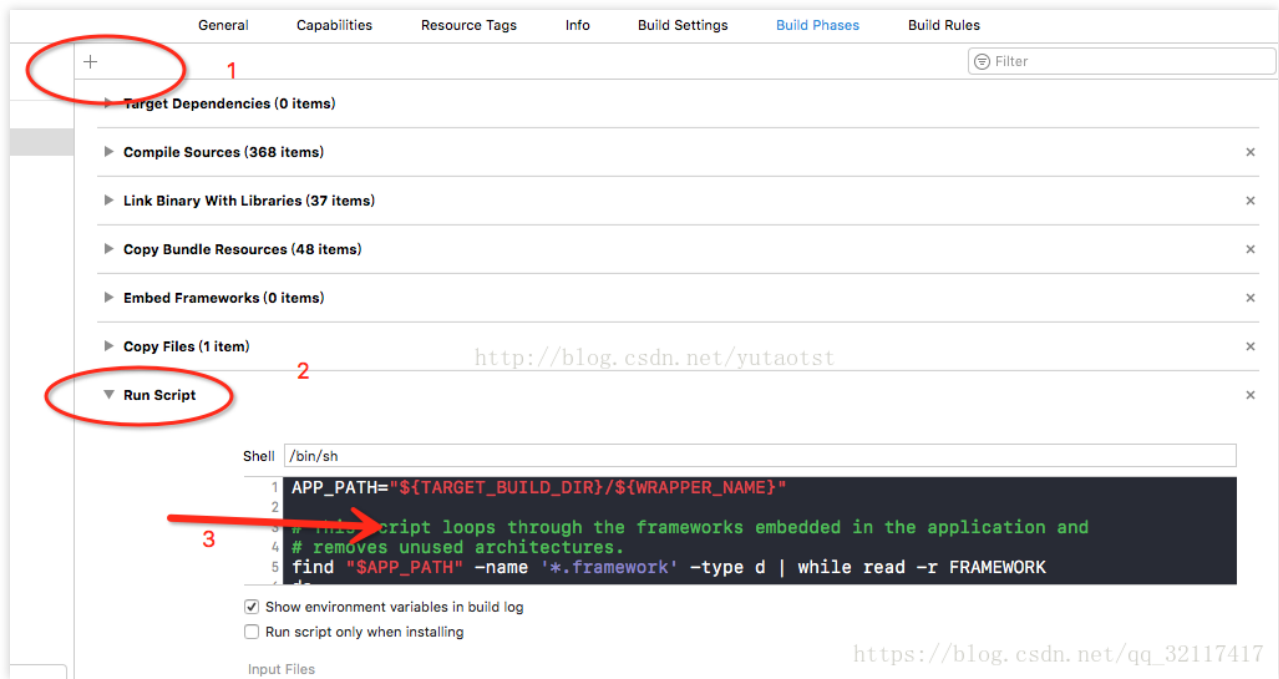 General Capabilities Resource Tags Info Build Settings Build Phases Build Rules
+ 1 Filter
Target Dependencies (0 items)
Compile Sources (368 items) ×
Link Binary With Libraries (37 items) ×
Copy Bundle Resources (48 items) ×
Embed Frameworks (0 items) ×
Copy Files (1 item) ×
http://blog.csdn.net/yutaotst
2
Run Script ×
Shell /bin/sh
1 APP_PATH="${TARGET_BUILD_DIR}/${WRAPPER_NAME}"
2
3 # This script loops through the frameworks embedded in the application and
3
4 # removes unused architectures.
5 find "$APP_PATH" -name '*.framework' -type d | while read -r FRAMEWORK
Show environment variables in build log
Run script only when installing
https://blog.csdn.net/qq_32117417
Input Files